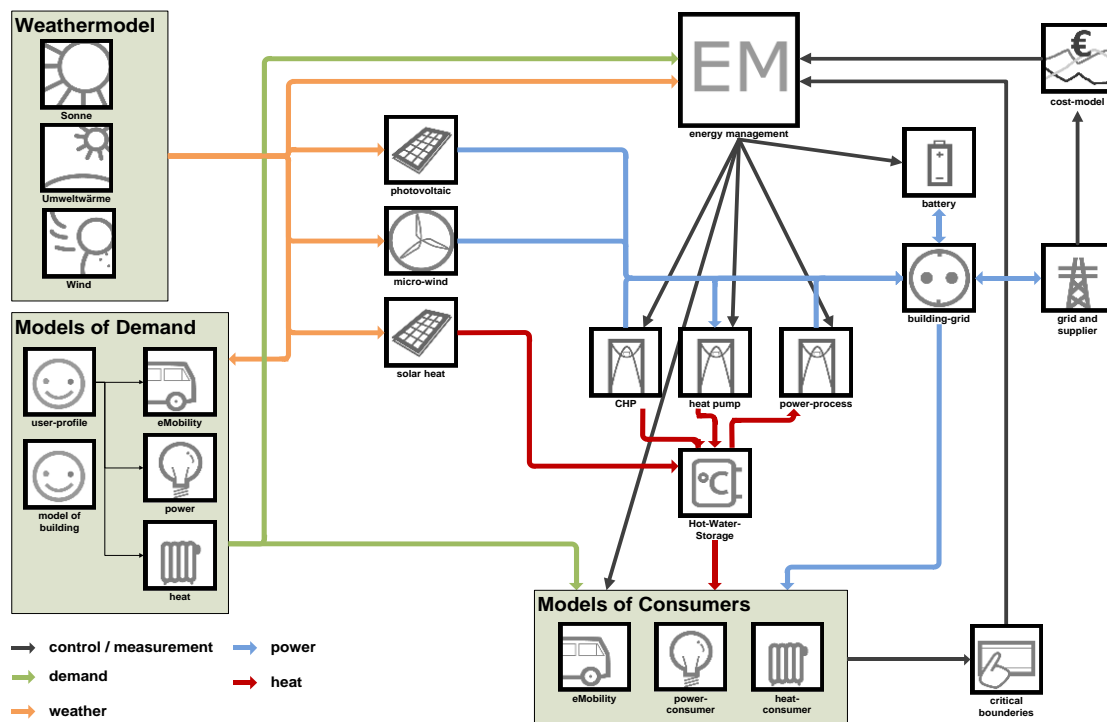 Weathermodel
Sonne
Umweltwärme
Wind
EM
energy management
€
cost-model
photovoltaic
battery
+
-
micro-wind
building-grid
grid and
supplier
Models of Demand
solar heat
CHP
heat pump
power-process
user-profile
eMobility
model of
building
power
heat
°C
Hot-Water-
Storage
Models of Consumers
eMobility
power-
consumer
heat-
consumer
critical
bounderies
control / measurement
power
demand
heat
weather